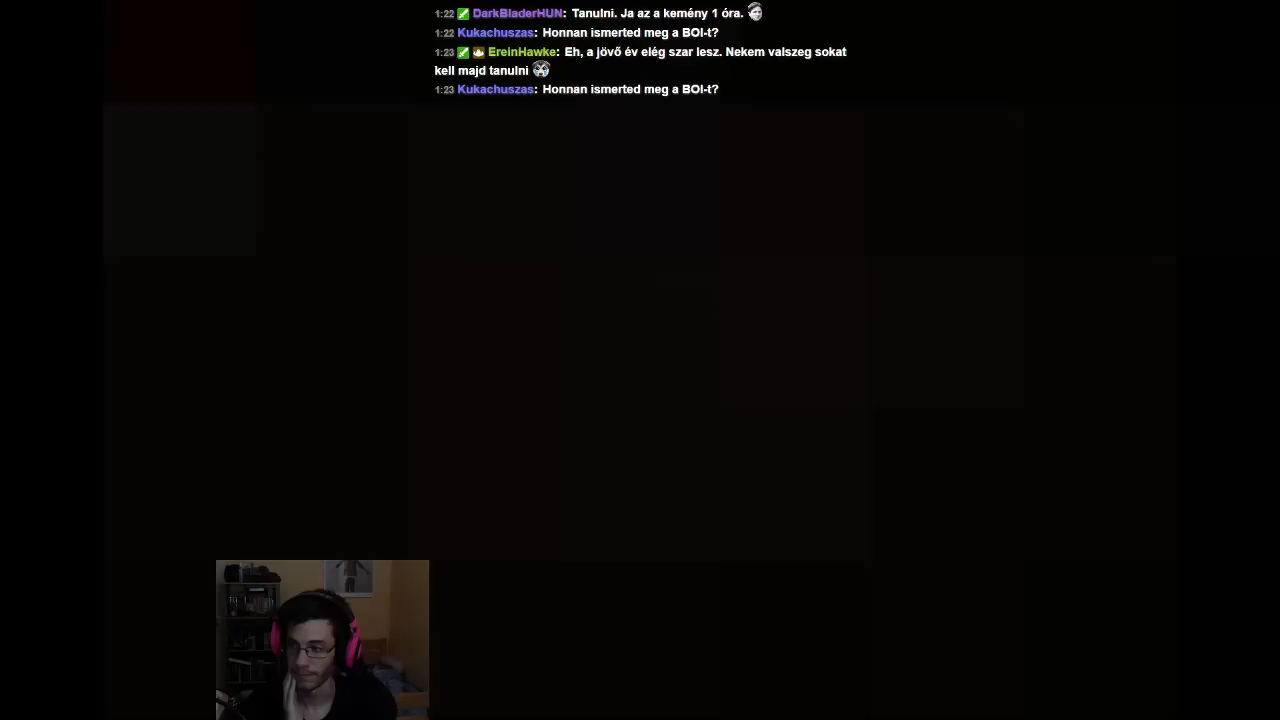 1:22 DarkBladerHUN: Tanulni. Ja az a kemény 1 óra.
1:22 Kukachuszas: Honnan ismerted meg a BOI-t?
1:23 EreinHawke: Eh, a jövő év elég szar lesz. Nekem valszeg sokat
kell majd tanulni
1:23 Kukachuszas: Honnan ismerted meg a BOI-t?